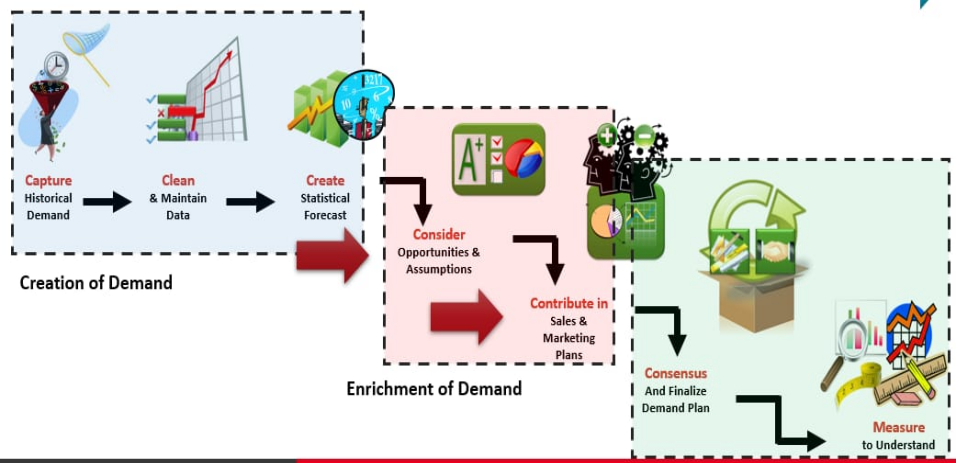 Capture
Historical
Demand
Clean
& Maintain
Data
Create
Statistical
Forecast
Creation of Demand
A+
Consider
Opportunities &
Assumptions
Contribute in
Sales &
Marketing
Plans
Enrichment of Demand
Consensus
And Finalize
Demand Plan
Measure
to Understand